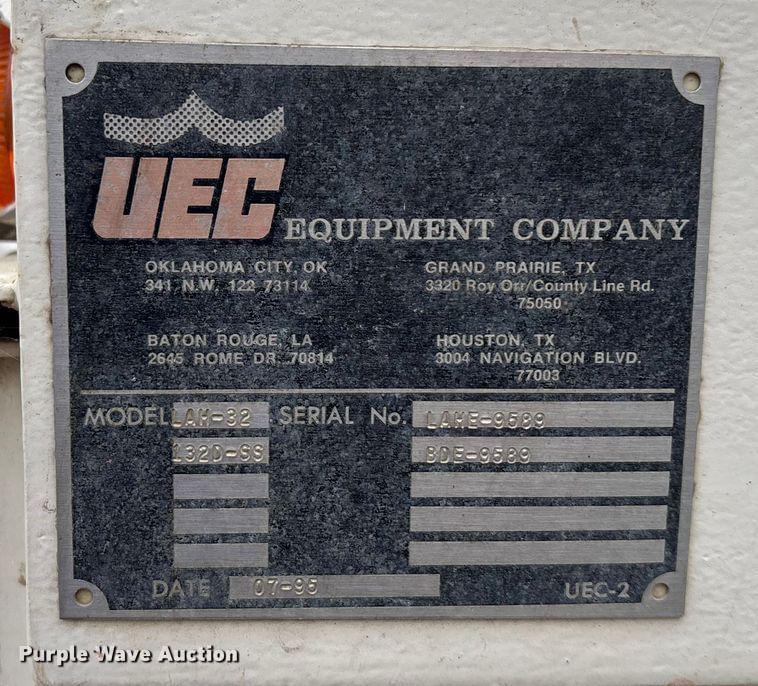 UEC EQUIPMENT COMPANY
OKLAHOMA CITY, OK
341 N.W. 122 73114
GRAND PRAIRIE, TX
3320 Roy Orr/County Line Rd.
75050
BATON ROUGE, LA
2645 ROME DR. 70814
HOUSTON, TX
3004 NAVIGATION BLVD.
77003
MODEL LAH-32 SERIAL No. LAHE-9589
132D-SS BDE-9589
DATE 07-95 UEC-2
Purple Wave Auction